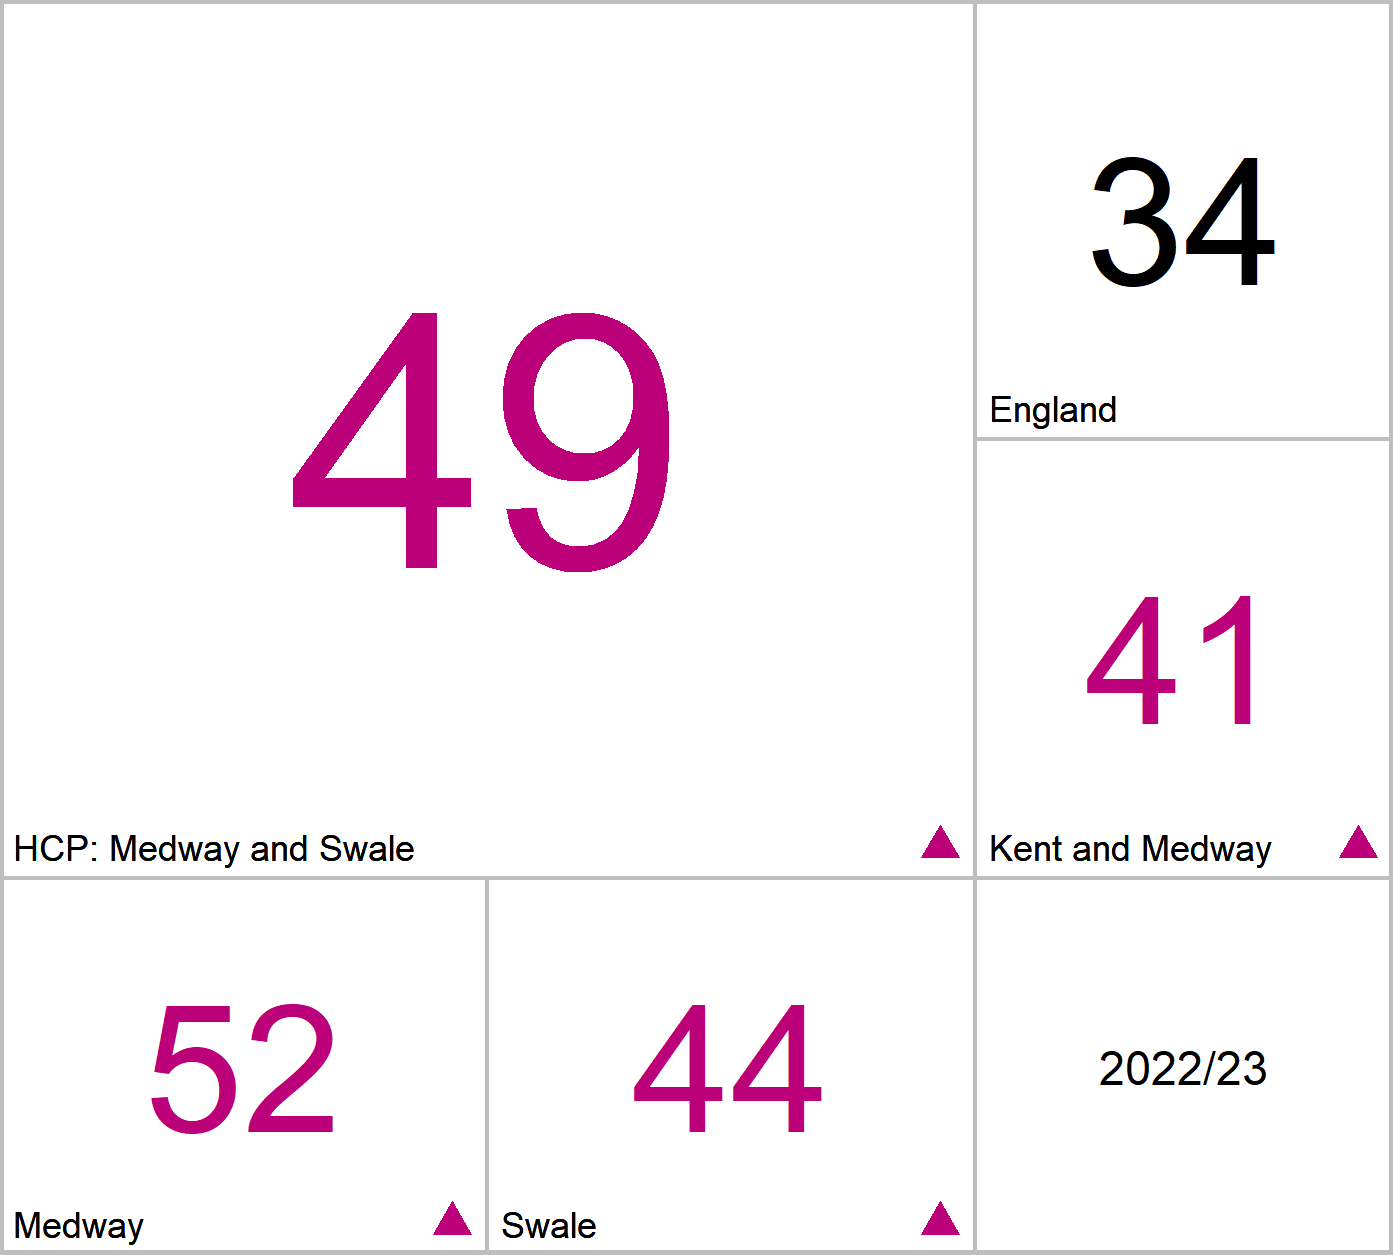 49
HCP: Medway and Swale
34
England
41
Kent and Medway
52
Medway
44
Swale
2022/23